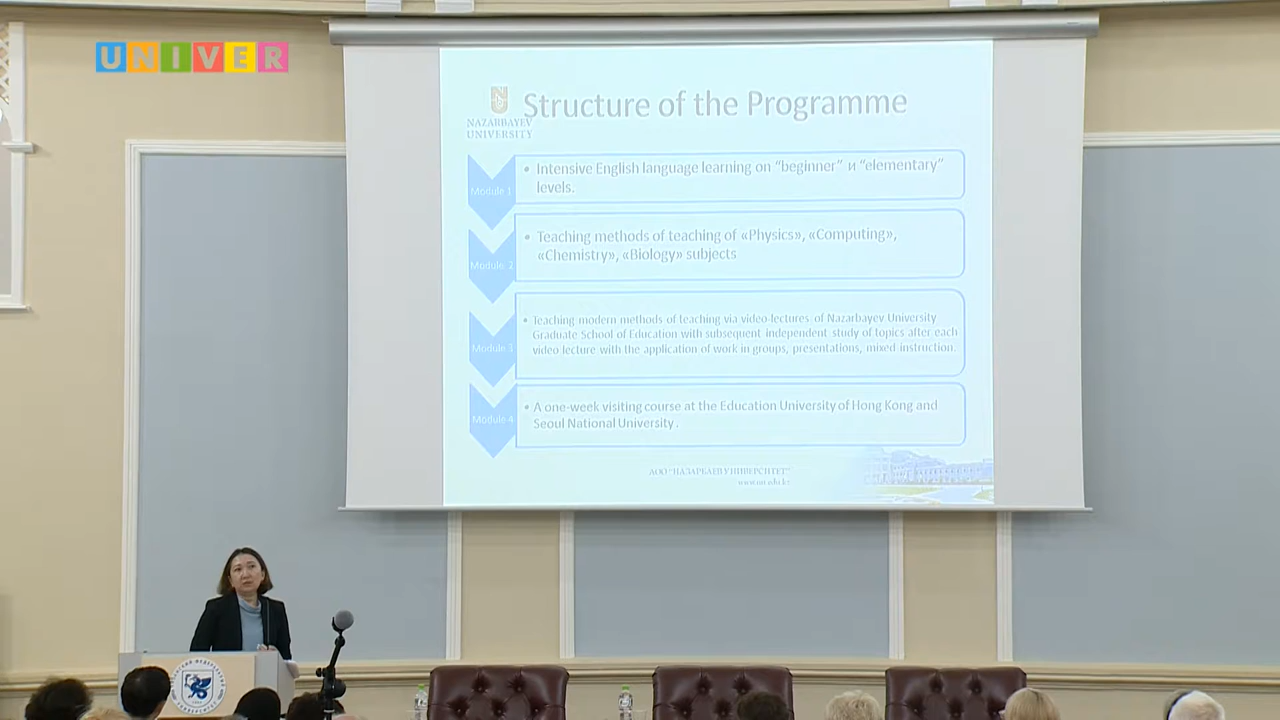 UNIVER
NAZARBAYEV
UNIVERSITY
Structure of the Programme
Module 1
• Intensive English language learning on “beginner” и “elementary”
levels.
Module 2
• Teaching methods of teaching of «Physics», «Computing»,
«Chemistry», «Biology» subjects
Module 3
• Teaching modern methods of teaching via video-lectures of Nazarbayev University
Graduate School of Education with subsequent independent study of topics after each
video lecture with the application of work in groups, presentations, mixed instruction.
Module 4
• A one-week visiting course at the Education University of Hong Kong and
Seoul National University.
АОО "НАЗАРБАЕВ УНИВЕРСИТЕТ"
www.nu.edu.kz